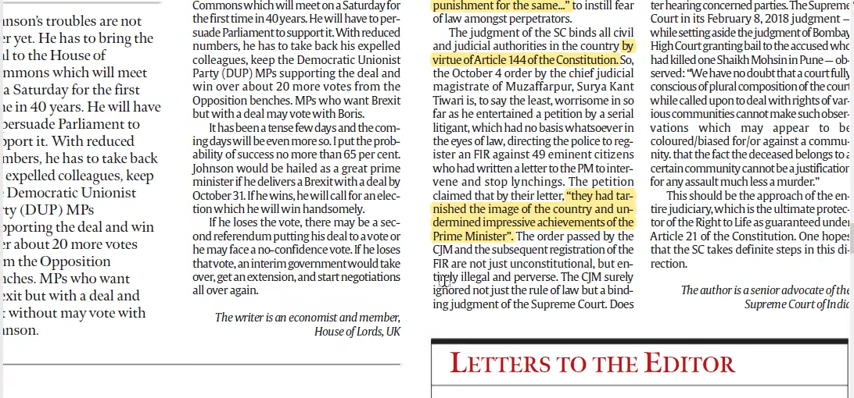 nson's troubles are not
er yet. He has to bring the
al to the House of
mmons which will meet
a Saturday for the first
e in 40 years. He will have
persuade Parliament to
port it. With reduced
mbers, he has to take back
expelled colleagues, keep
Democratic Unionist
ty (DUP) MPs
pporting the deal and
er about 20 more votes
m the Opposition
nches. MPs who want
exit but with a deal and
without may vote with
nson.
Commons which will meet on a Saturday for
the first time in 40 years. He will have to per-
suade Parliament to support it. With reduced
numbers, he has to take back his expelled
colleagues, keep the Democratic Unionist
Party (DUP) MPs supporting the deal and
win over about 20 more votes from the
Opposition benches. MPs who want Brexit
but with a deal may vote with Boris.
It has been a tense few days and the com-
ing days will be even more so. I put the prob-
ability of success no more than 65 per cent.
Johnson would be hailed as a great prime
minister if he delivers a Brexit with a deal by
October 31. If he wins, he will call for an elec-
tion which he will win handsomely.
If he loses the vote, there may be a sec-
ond referendum putting his deal to a vote or
he may face a no-confidence vote. If he loses
that vote, an interim government would take
over, get an extension, and start negotiations
all over again.
The writer is an economist and member,
House of Lords, UK
punishment for the same..." to instill fear
of law amongst perpetrators.
The judgment of the SC binds all civil
and judicial authorities in the country by
virtue of Article 144 of the Constitution. So,
the October 4 order by the chief judicial
magistrate of Muzaffarpur, Surya Kant
Tiwari is, to say the least, worrisome in so
far as he entertained a petition by a serial
litigant, which had no basis whatsoever in
the eyes of law, directing the police to reg-
ister an FIR against 49 eminent citizens
who had written a letter to the PM to inter-
vene and stop lynchings. The petition
claimed that by their letter, "they had tar-
nished the image of the country and un-
dermined impressive achievements of the
Prime Minister". The order passed by the
CJM and the subsequent registration of the
FIR are not just unconstitutional, but en-
tirely illegal and perverse. The CJM surely
ignored not just the rule of law but a bind-
ing judgment of the Supreme Court. Does
ter hearing concerned parties. The Supreme
Court in its February 8, 2018 judgment —
while setting aside the judgment of Bombay
High Court granting bail to the accused who
had killed one Shaikh Mohsin in Pune — ob-
served: "We have no doubt that a court fully
conscious of plural composition of the court
while called upon to deal with rights of var-
ious communities cannot make such obser-
vations which may appear to be
coloured/biased for/or against a commu-
nity. that the fact the deceased belongs to a
certain community cannot be a justification
for any assault much less a murder."
This should be the approach of the en-
tire judiciary, which is the ultimate protec-
tor of the Right to Life as guaranteed under
Article 21 of the Constitution. One hopes
that the SC takes definite steps in this di-
rection.
The author is a senior advocate of the
Supreme Court of India
LETTERS TO THE EDITOR